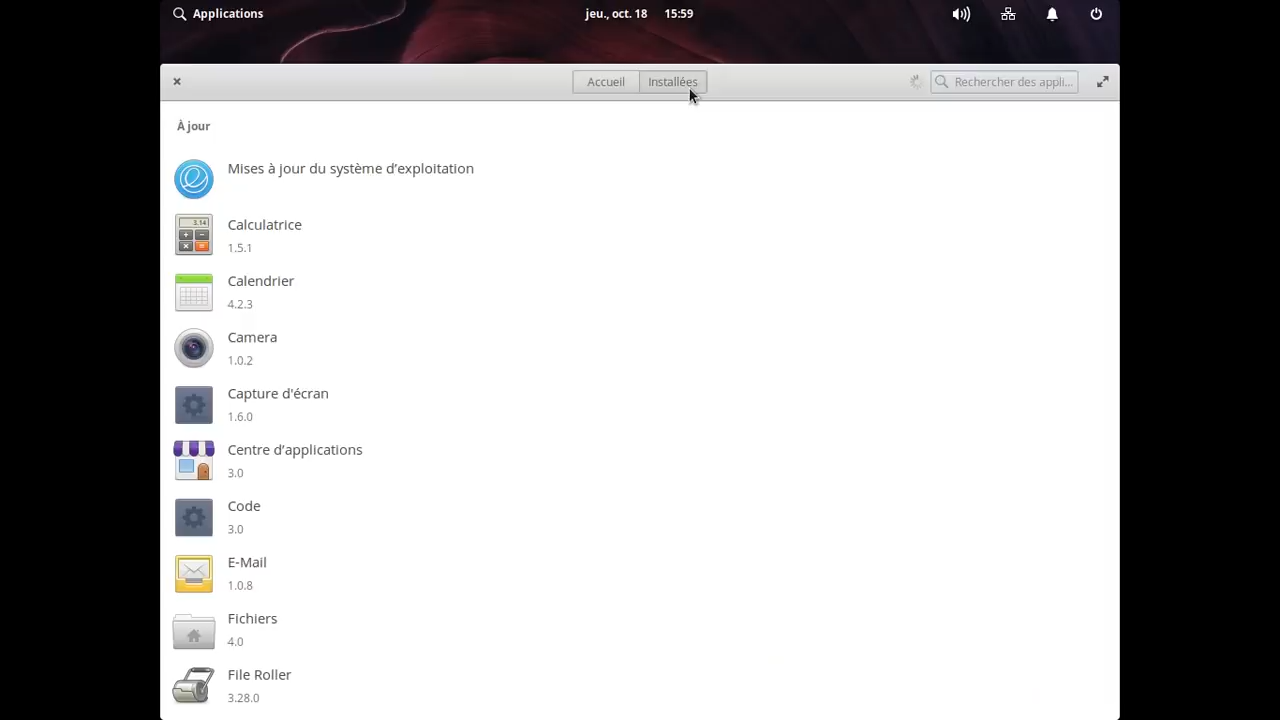 Applications
jeu., oct. 18 15:59
Accueil
Installées
Rechercher des appli...
À jour
Mises à jour du système d’exploitation
3.14
Calculatrice
1.5.1
Calendrier
4.2.3
Camera
1.0.2
Capture d'écran
1.6.0
Centre d’applications
3.0
Code
3.0
E-Mail
1.0.8
Fichiers
4.0
File Roller
3.28.0